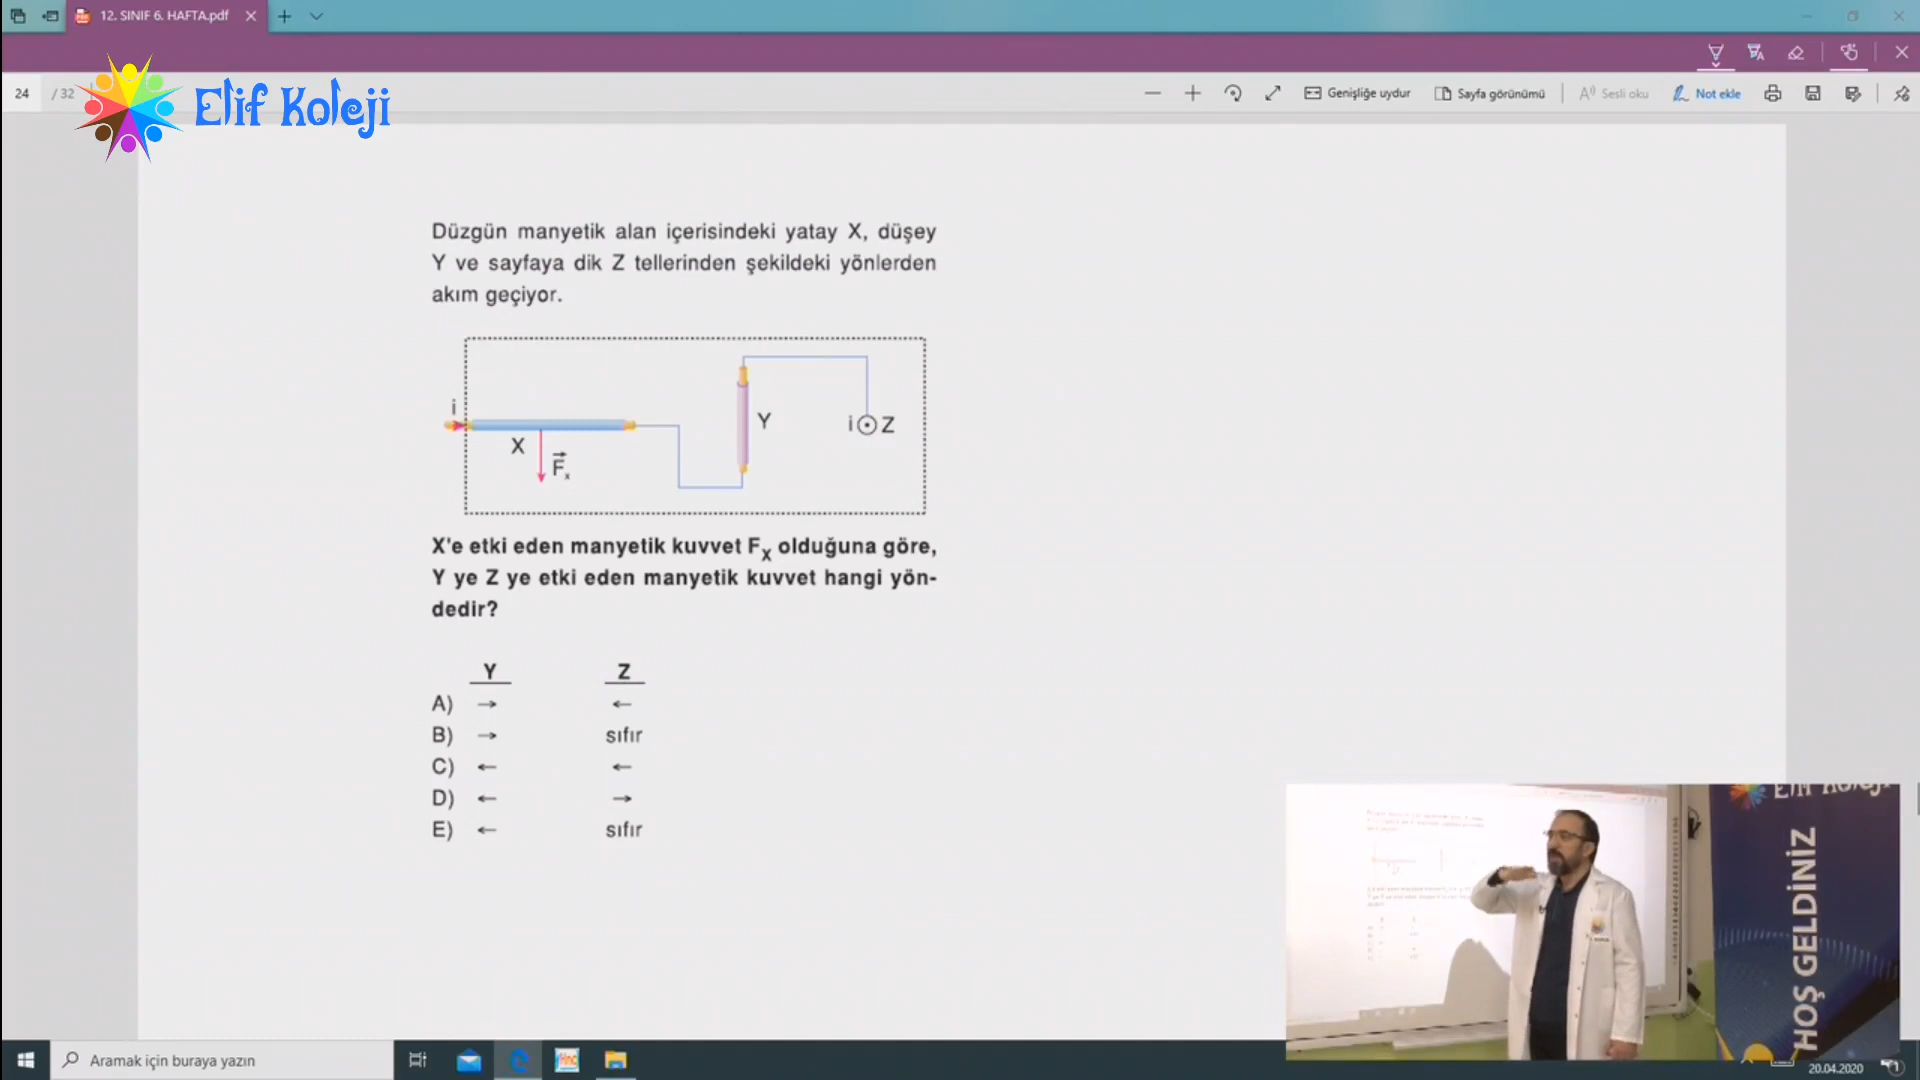 12. SINIF 6. HAFTA.pdf
24 / 32
Elif Koleji
Genişliğe uydur
Sayfa görünümü
Sesli oku
Not ekle
Düzgün manyetik alan içerisindeki yatay X, düşey
Y ve sayfaya dik Z tellerinden şekildeki yönlerden
akım geçiyor.
i
X
F⃗x
Y
i
Z
X'e etki eden manyetik kuvvet Fx olduğuna göre,
Y ye Z ye etki eden manyetik kuvvet hangi yön-
dedir?
Y Z
A) → ←
B) → sıfır
C) ← ←
D) ← →
E) ← sıfır
HOŞ GELDİNİZ
Aramak için buraya yazın
20.04.2020
1